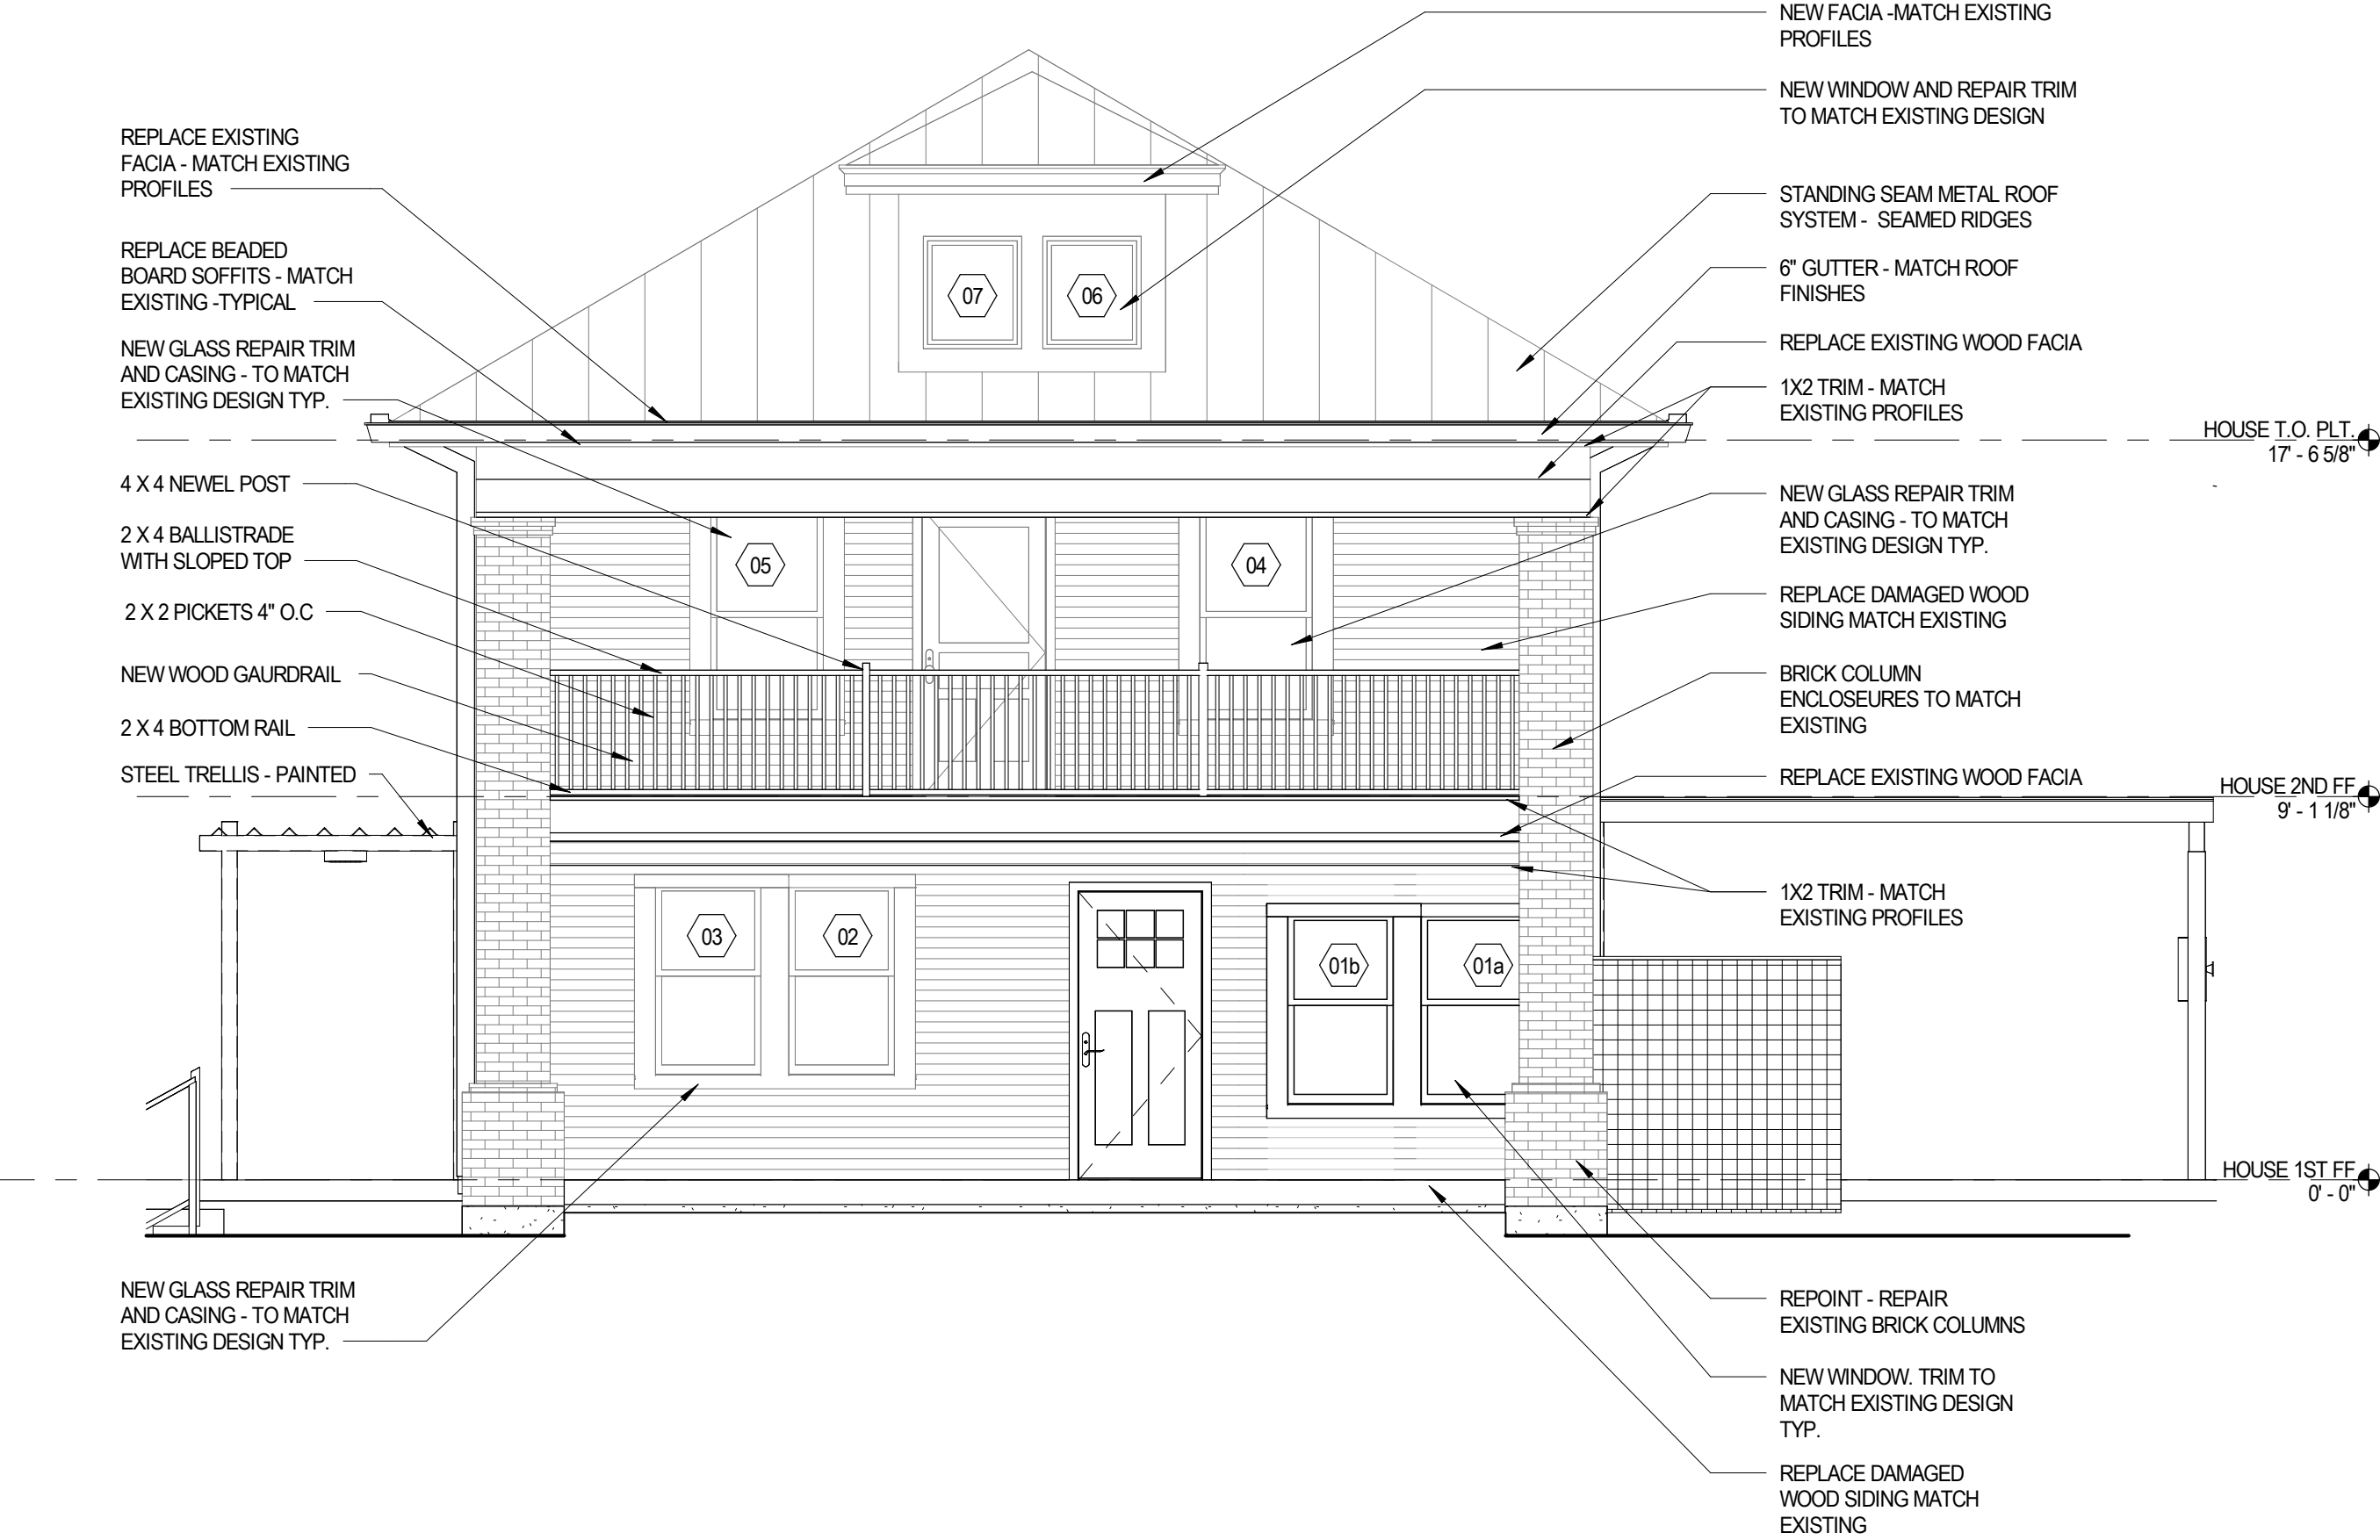 NEW FACIA -MATCH EXISTING
PROFILES
NEW WINDOW AND REPAIR TRIM
TO MATCH EXISTING DESIGN
REPLACE EXISTING
FACIA - MATCH EXISTING
PROFILES
STANDING SEAM METAL ROOF
SYSTEM - SEAMED RIDGES
REPLACE BEADED
BOARD SOFFITS - MATCH
EXISTING -TYPICAL
6" GUTTER - MATCH ROOF
FINISHES
07
06
NEW GLASS REPAIR TRIM
AND CASING - TO MATCH
EXISTING DESIGN TYP.
REPLACE EXISTING WOOD FACIA
1X2 TRIM - MATCH
EXISTING PROFILES
HOUSE T.O. PLT.
17' - 6 5/8"
4 X 4 NEWEL POST
NEW GLASS REPAIR TRIM
AND CASING - TO MATCH
EXISTING DESIGN TYP.
2 X 4 BALLISTRADE
WITH SLOPED TOP
05
04
2 X 2 PICKETS 4" O.C
REPLACE DAMAGED WOOD
SIDING MATCH EXISTING
NEW WOOD GAURDRAIL
BRICK COLUMN
ENCLOSEURES TO MATCH
EXISTING
2 X 4 BOTTOM RAIL
STEEL TRELLIS - PAINTED
REPLACE EXISTING WOOD FACIA
HOUSE 2ND FF
9' - 1 1/8"
1X2 TRIM - MATCH
EXISTING PROFILES
03
02
01b
01a
HOUSE 1ST FF
0' - 0"
NEW GLASS REPAIR TRIM
AND CASING - TO MATCH
EXISTING DESIGN TYP.
REPOINT - REPAIR
EXISTING BRICK COLUMNS
NEW WINDOW. TRIM TO
MATCH EXISTING DESIGN
TYP.
REPLACE DAMAGED
WOOD SIDING MATCH
EXISTING